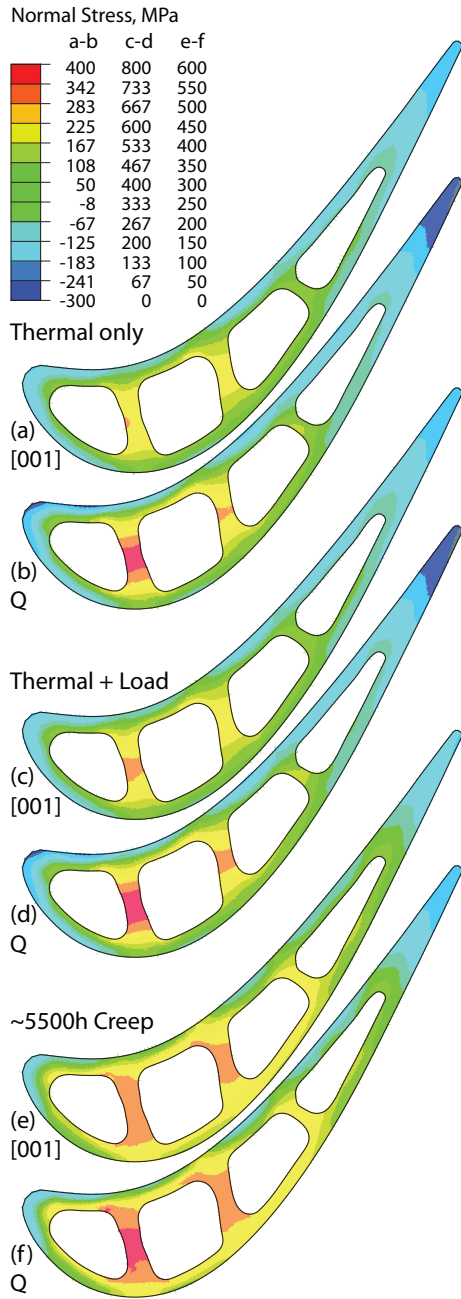 Normal Stress, MPa
a-b c-d e-f
400 800 600
342 733 550
283 667 500
225 600 450
167 533 400
108 467 350
50 400 300
-8 333 250
-67 267 200
-125 200 150
-183 133 100
-241 67 50
-300 0 0
Thermal only
(a)
[001]
(b)
Q
Thermal + Load
(c)
[001]
(d)
Q
~5500h Creep
(e)
[001]
(f)
Q